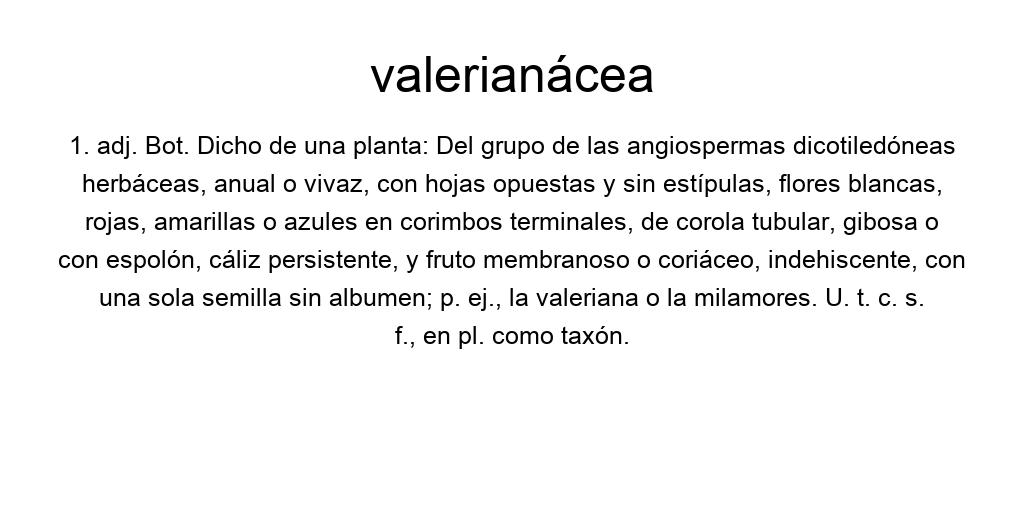 valerianácea
1. adj. Bot. Dicho de una planta: Del grupo de las angiospermas dicotiledóneas
herbáceas, anual o vivaz, con hojas opuestas y sin estípulas, flores blancas,
rojas, amarillas o azules en corimbos terminales, de corola tubular, gibosa o
con espolón, cáliz persistente, y fruto membranoso o coriáceo, indehiscente, con
una sola semilla sin albumen; p. ej., la valeriana o la milamores. U. t. c. s.
f., en pl. como taxón.